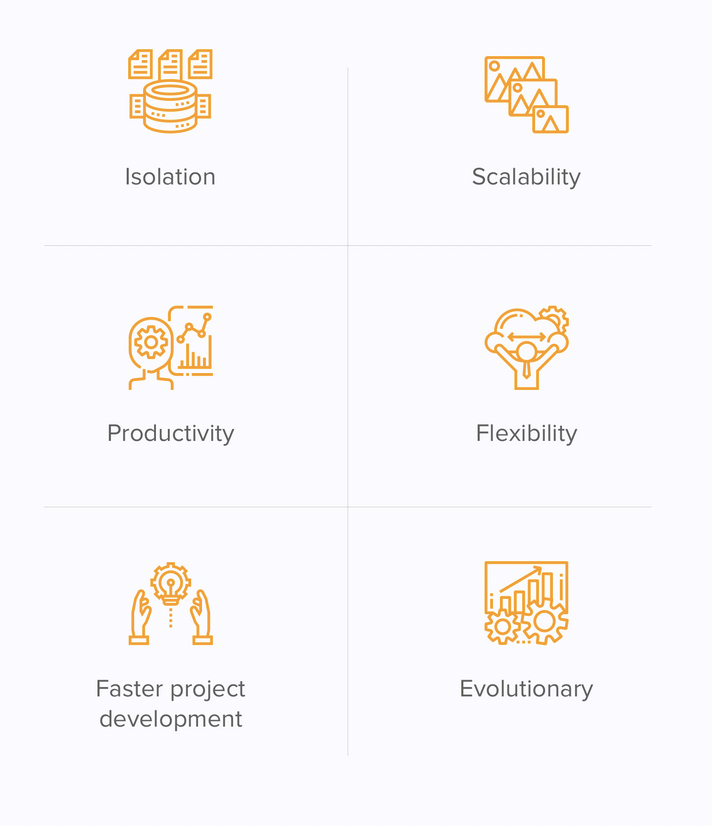 Isolation
Scalability
Productivity
Flexibility
Faster project
development
Evolutionary